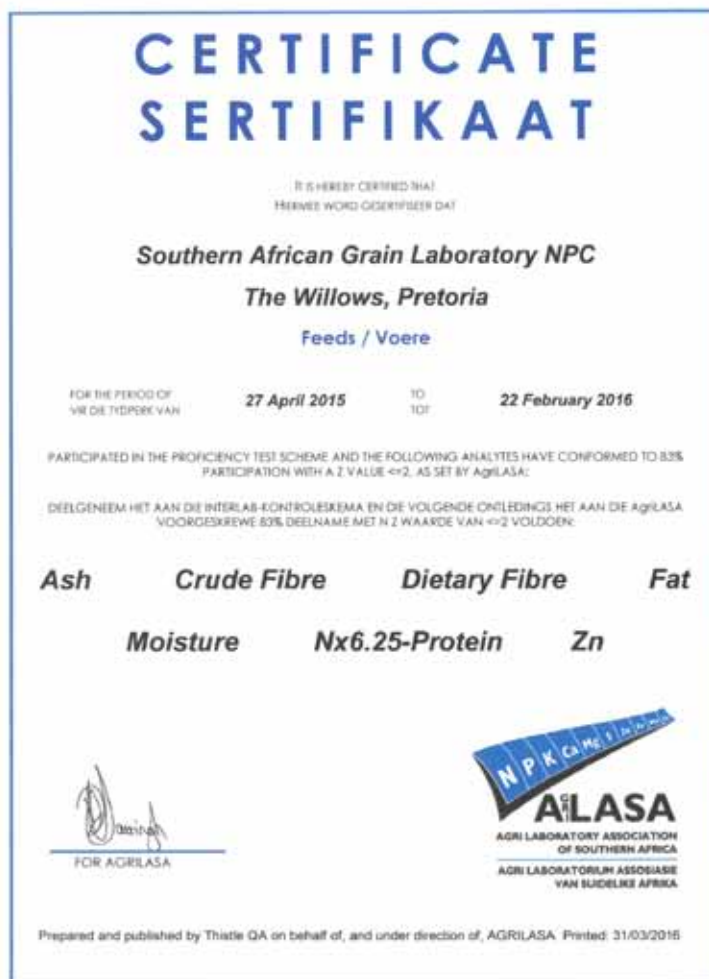 CERTIFICATE
SERTIFIKAAT
IT IS HEREBY CERTIFIED THAT
HIERMEE WORD GESERTIFISEER DAT
Southern African Grain Laboratory NPC
The Willows, Pretoria
Feeds / Voere
FOR THE PERIOD OF
VIR DIE TYDPERK VAN
27 April 2015
TO
TOT
22 February 2016
PARTICIPATED IN THE PROFICIENCY TEST SCHEME AND THE FOLLOWING ANALYTES HAVE CONFORMED TO 83%
PARTICIPATION WITH A Z VALUE <=2, AS SET BY AgriLASA:
DEELGENEEM HET AAN DIE INTERLAB-KONTROLESKEMA EN DIE VOLGENDE ONTLEDINGS HET AAN DIE AgriLASA
VOORGESKREWE 83% DEELNAME MET N Z WAARDE VAN <=2 VOLDOEN:
Ash Crude Fibre Dietary Fibre Fat
Moisture Nx6.25-Protein Zn
FOR AGRILASA
N P K Ca Mg
AGRILASA
AGRI LABORATORY ASSOCIATION
OF SOUTHERN AFRICA
AGRI LABORATORIUM ASSOSIASIE
VAN SUIDELIKE AFRIKA
Prepared and published by Thistle QA on behalf of, and under direction of, AGRILASA Printed: 31/03/2016